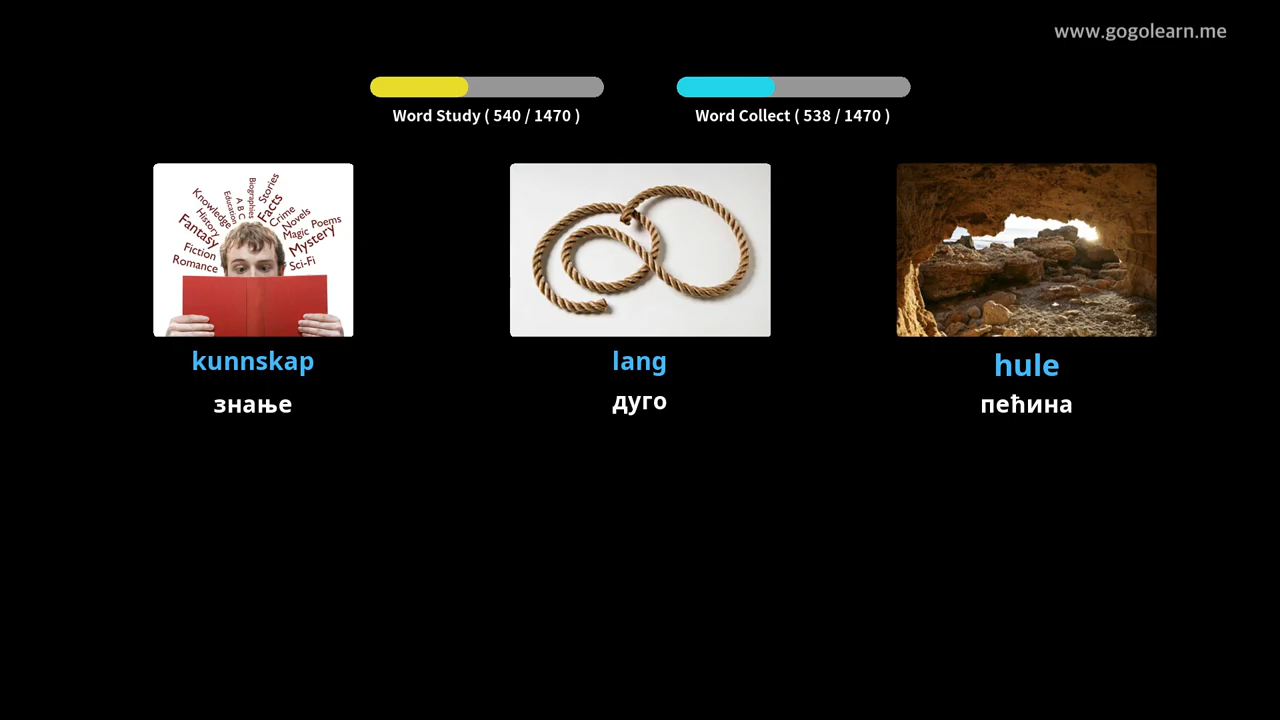 www.gogolearn.me
Word Study ( 540 / 1470 )
Word Collect ( 538 / 1470 )
Knowledge
History
Fantasy
Fiction
Romance
Education
A B C
Biographies
Stories
Facts
Crime
Novels
Magic
Poems
Mystery
Sci-Fi
kunnskap
lang
hule
знање
дуго
пећина